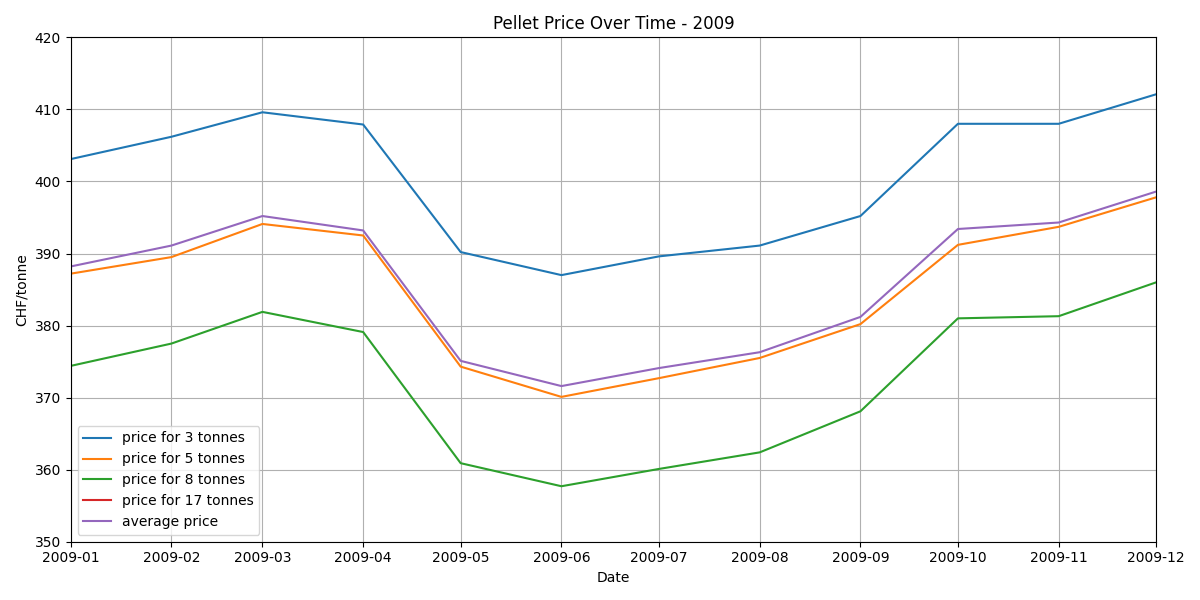 Pellet Price Over Time - 2009
CHF/tonne
420
410
400
390
380
370
360
350
price for 3 tonnes
price for 5 tonnes
price for 8 tonnes
price for 17 tonnes
average price
2009-01 2009-02 2009-03 2009-04 2009-05 2009-06 2009-07 2009-08 2009-09 2009-10 2009-11 2009-12
Date